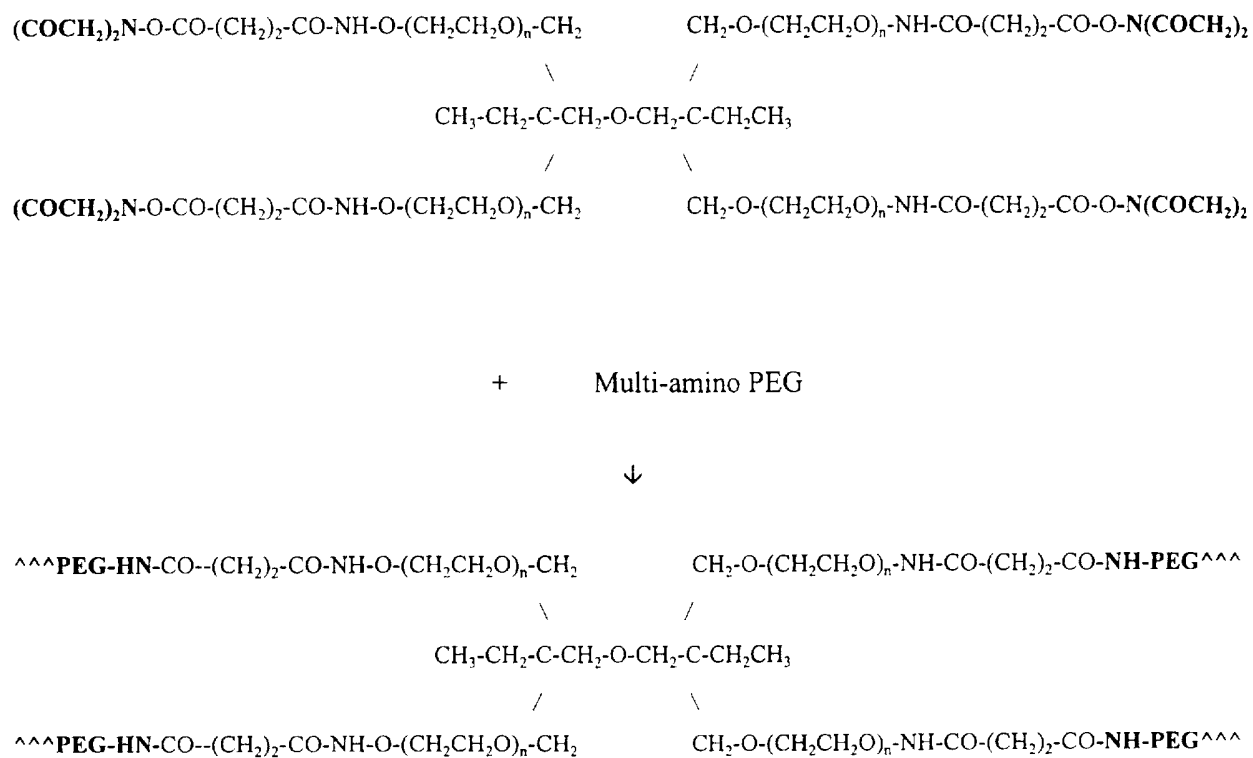 (COCH₂)₂N-O-CO-(CH₂)₂-CO-NH-O-(CH₂CH₂O)ₙ-CH₂ CH₂-O-(CH₂CH₂O)ₙ-NH-CO-(CH₂)₂-CO-O-N(COCH₂)₂
\ /
CH₃-CH₂-C-CH₂-O-CH₂-C-CH₂CH₃
/ \
(COCH₂)₂N-O-CO-(CH₂)₂-CO-NH-O-(CH₂CH₂O)ₙ-CH₂ CH₂-O-(CH₂CH₂O)ₙ-NH-CO-(CH₂)₂-CO-O-N(COCH₂)₂
+ Multi-amino PEG
↓
^^^PEG-HN-CO--(CH₂)₂-CO-NH-O-(CH₂CH₂O)ₙ-CH₂ CH₂-O-(CH₂CH₂O)ₙ-NH-CO-(CH₂)₂-CO-NH-PEG^^^
\ /
CH₃-CH₂-C-CH₂-O-CH₂-C-CH₂CH₃
/ \
^^^PEG-HN-CO--(CH₂)₂-CO-NH-O-(CH₂CH₂O)ₙ-CH₂ CH₂-O-(CH₂CH₂O)ₙ-NH-CO-(CH₂)₂-CO-NH-PEG^^^